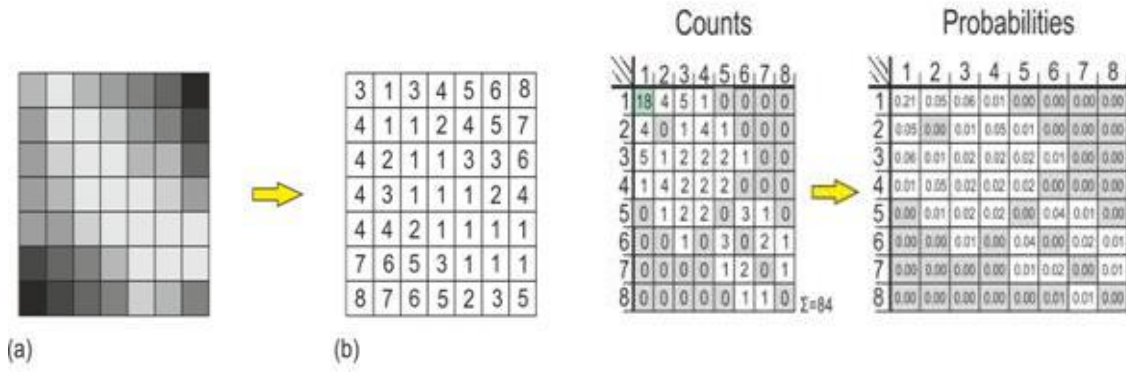 Counts
Probabilities
3 1 3 4 5 6 8
4 1 1 2 4 5 7
4 2 1 1 3 3 6
4 3 1 1 1 2 4
4 4 2 1 1 1 1
7 6 5 3 1 1 1
8 7 6 5 2 3 5
1 2 3 4 5 6 7 8
1 18 4 5 1 0 0 0 0
2 4 0 1 4 1 0 0 0
3 5 1 2 2 2 1 0 0
4 1 4 2 2 2 0 0 0
5 0 1 2 2 0 3 1 0
6 0 0 1 0 3 0 2 1
7 0 0 0 0 1 2 0 1
8 0 0 0 0 0 1 1 0
Σ=84
1 2 3 4 5 6 7 8
1 0.21 0.05 0.06 0.01 0.00 0.00 0.00 0.00
2 0.05 0.00 0.01 0.05 0.01 0.00 0.00 0.00
3 0.06 0.01 0.02 0.02 0.02 0.01 0.00 0.00
4 0.01 0.05 0.02 0.02 0.02 0.00 0.00 0.00
5 0.00 0.01 0.02 0.02 0.00 0.04 0.01 0.00
6 0.00 0.00 0.01 0.00 0.04 0.00 0.02 0.01
7 0.00 0.00 0.00 0.00 0.01 0.02 0.00 0.01
8 0.00 0.00 0.00 0.00 0.00 0.01 0.01 0.00
(a)
(b)